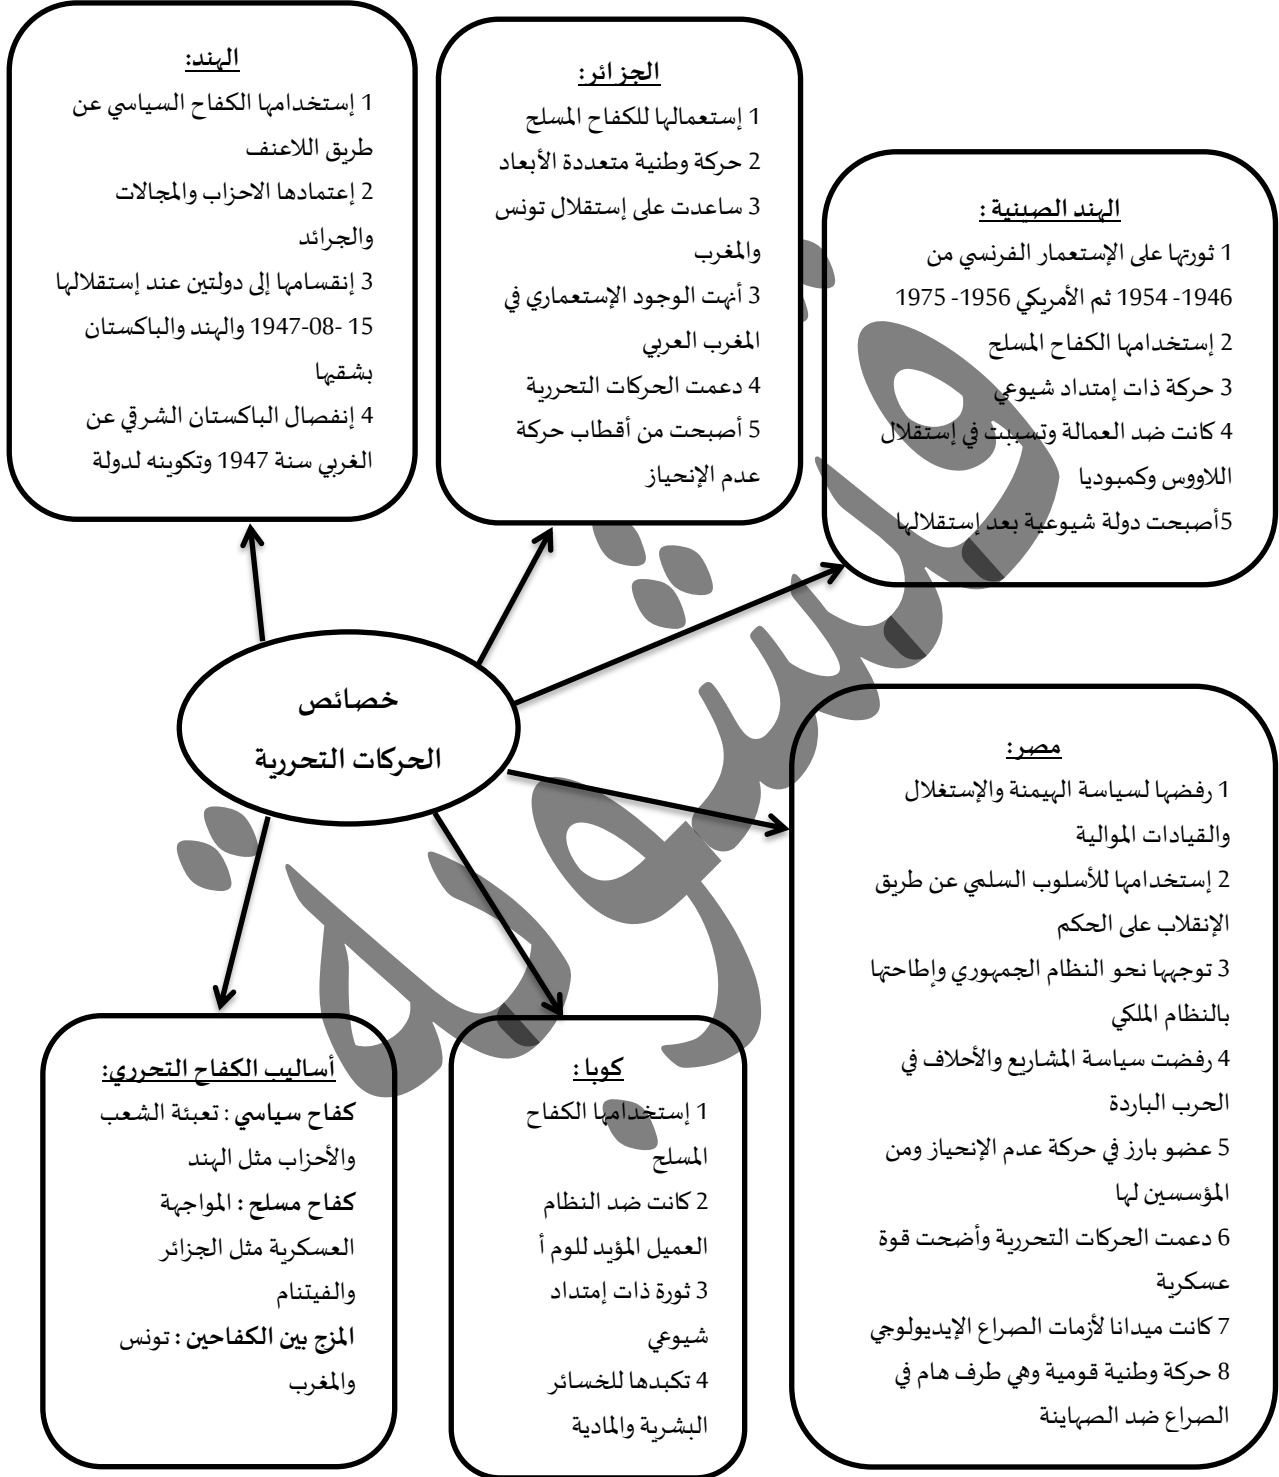 الهند:
1 إستخدامها الكفاح السياسي عن
طريق اللاعنف
2 إعتمادها الاحزاب والمجالات
والجرائد
3 إنقسامها إلى دولتين عند إستقلالها
15 -08-1947 والهند والباكستان
بشقيها
4 إنفصال الباكستان الشرقي عن
الغربي سنة 1947 وتكوينه لدولة
الجزائر:
1 إستعمالها للكفاح المسلح
2 حركة وطنية متعددة الأبعاد
3 ساعدت على إستقلال تونس
والمغرب
3 أنهت الوجود الإستعماري في
المغرب العربي
4 دعمت الحركات التحررية
5 أصبحت من أقطاب حركة
عدم الإنحياز
الهند الصينية :
1 ثورتها على الإستعمار الفرنسي من
1946- 1954 ثم الأمريكي 1956- 1975
2 إستخدامها الكفاح المسلح
3 حركة ذات إمتداد شيوعي
4 كانت ضد العمالة وتسببت في إستقلال
اللاووس وكمبوديا
5أصبحت دولة شيوعية بعد إستقلالها
خصائص
الحركات التحررية
مصر:
1 رفضها لسياسة الهيمنة والإستغلال
والقيادات الموالية
2 إستخدامها للأسلوب السلمي عن طريق
الإنقلاب على الحكم
3 توجهها نحو النظام الجمهوري وإطاحتها
بالنظام الملكي
4 رفضت سياسة المشاريع والأحلاف في
الحرب الباردة
5 عضو بارز في حركة عدم الإنحياز ومن
المؤسسين لها
6 دعمت الحركات التحررية وأضحت قوة
عسكرية
7 كانت ميدانا لأزمات الصراع الإيديولوجي
8 حركة وطنية قومية وهي طرف هام في
الصراع ضد الصهاينة
كوبا :
1 إستخدامها الكفاح
المسلح
2 كانت ضد النظام
العميل المؤيد للوم أ
3 ثورة ذات إمتداد
شيوعي
4 تكبدها للخسائر
البشرية والمادية
أساليب الكفاح التحرري:
كفاح سياسي : تعبئة الشعب
والأحزاب مثل الهند
كفاح مسلح : المواجهة
العسكرية مثل الجزائر
والفيتنام
المزج بين الكفاحين : تونس
والمغرب